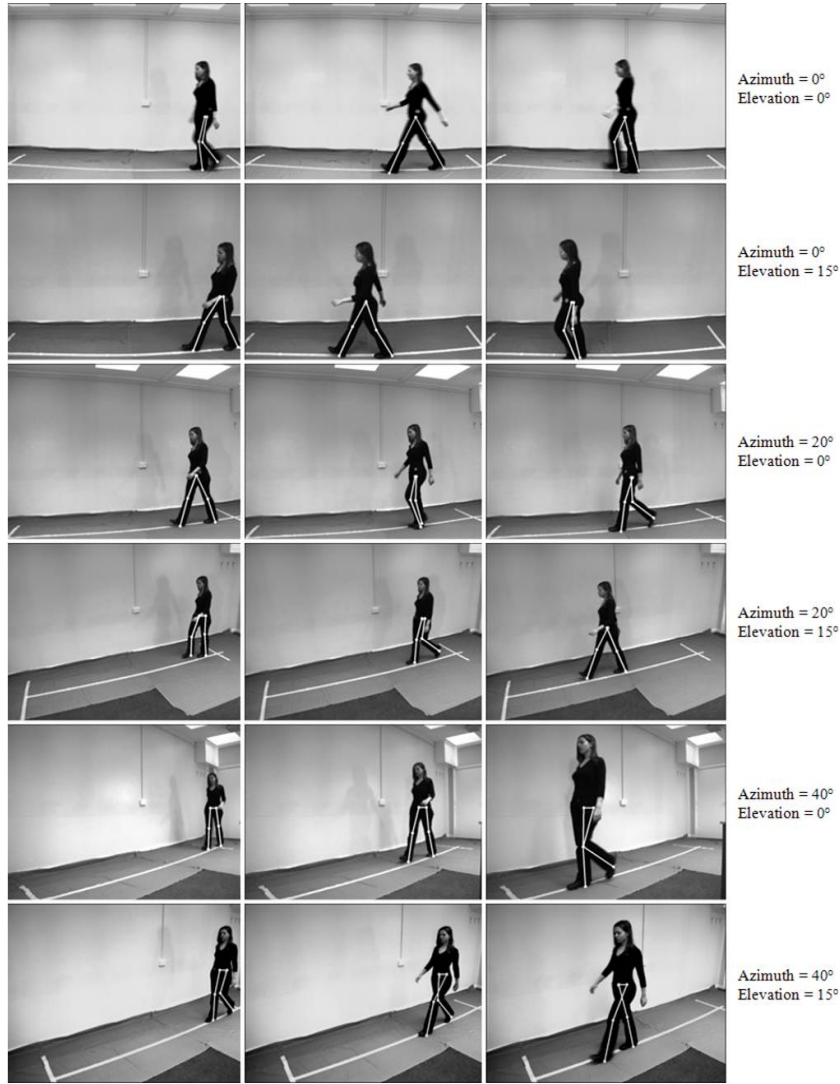 Azimuth = 0°
Elevation = 0°
Azimuth = 0°
Elevation = 15°
Azimuth = 20°
Elevation = 0°
Azimuth = 20°
Elevation = 15°
Azimuth = 40°
Elevation = 0°
Azimuth = 40°
Elevation = 15°